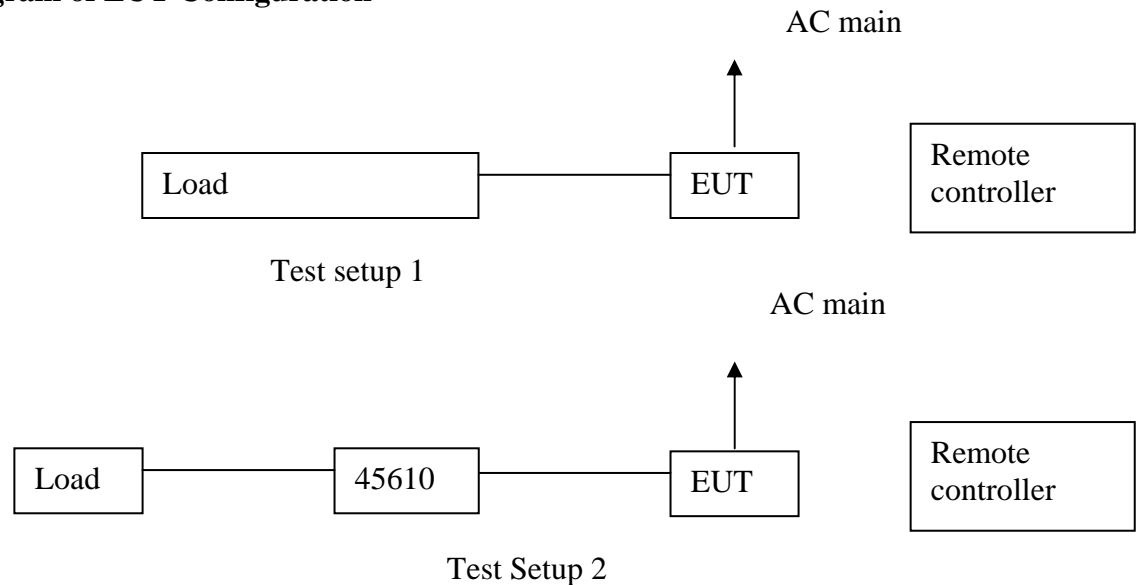 AC main
Load
EUT
Remote
controller
Test setup 1
AC main
Load
45610
EUT
Remote
controller
Test Setup 2